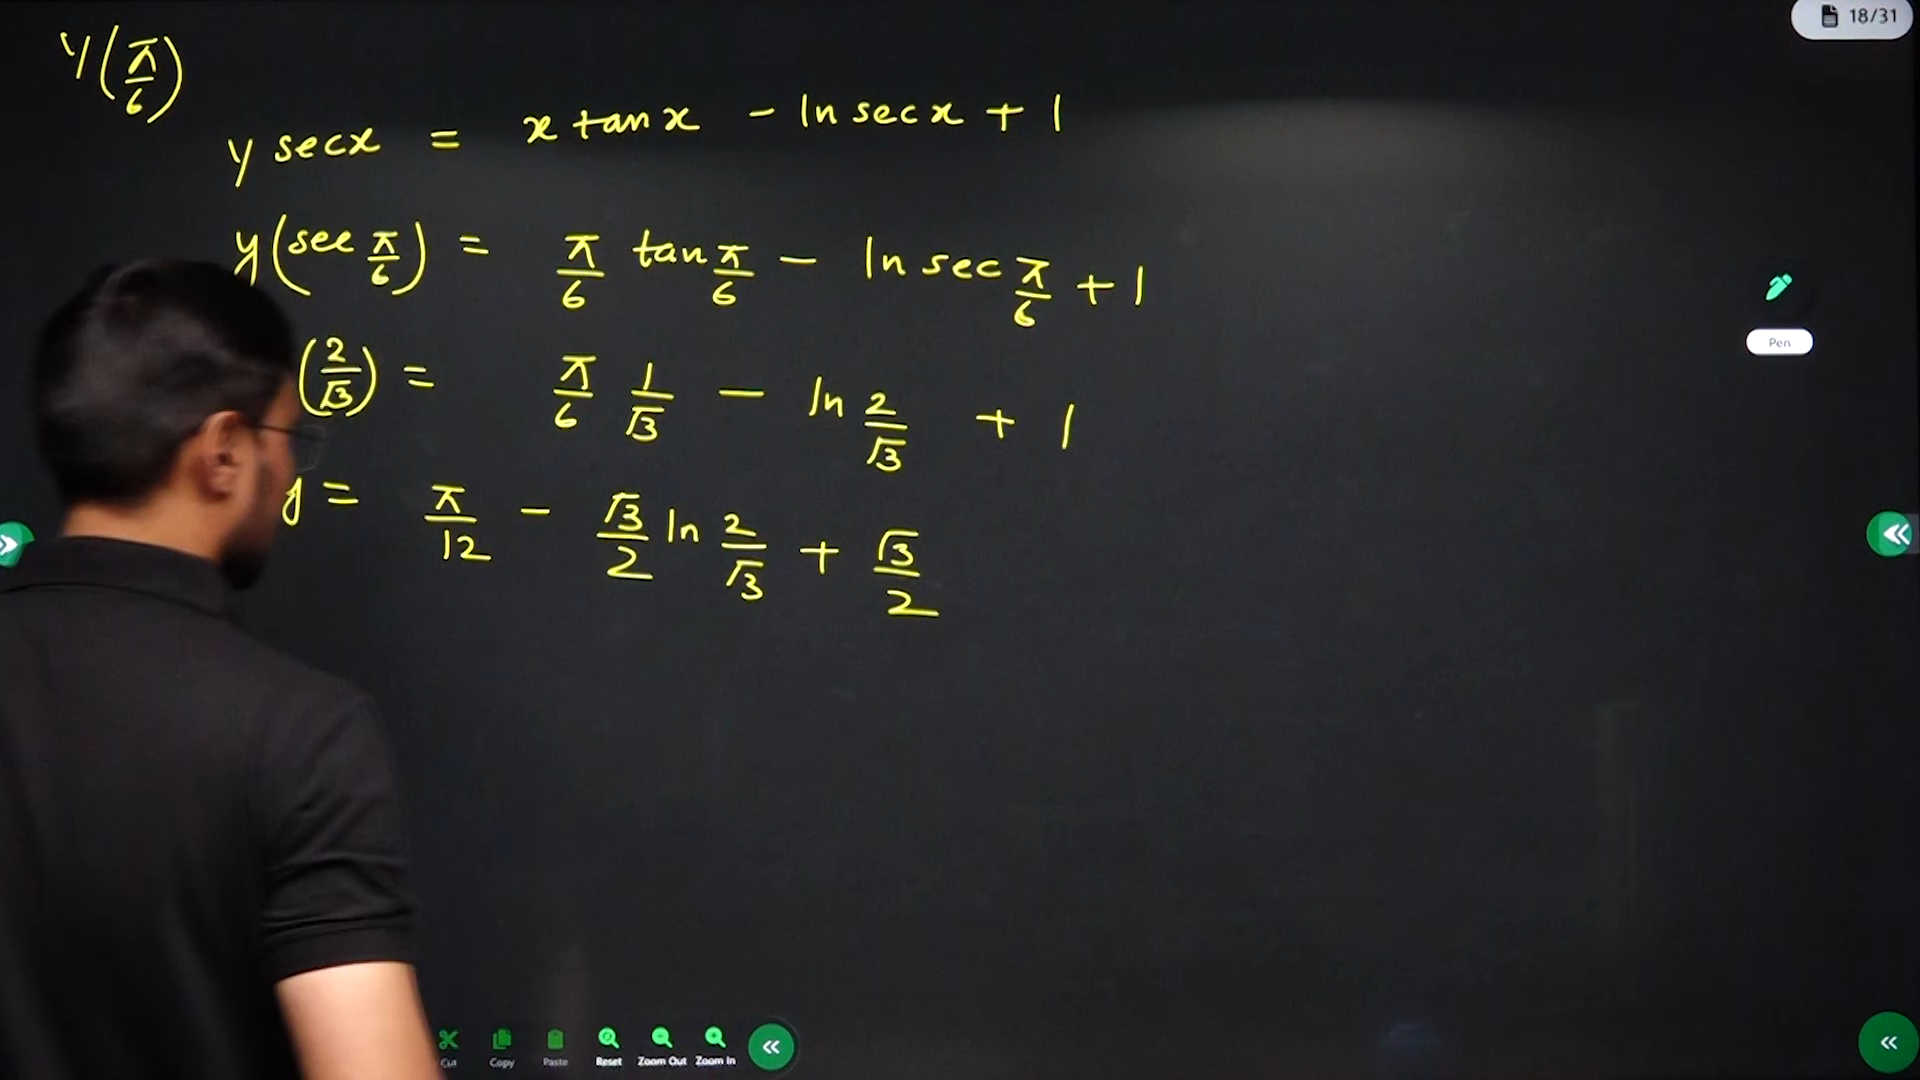 18/31
y(π/6)
y secx = x tanx - ln secx + 1
y(sec π/6) = π/6 tan π/6 - ln sec π/6 + 1
(2/√3) = π/6 1/√3 - ln 2/√3 + 1
y = π/12 - √3/2 ln 2/√3 + √3/2
Pen
Cut Copy Paste Reset Zoom Out Zoom In